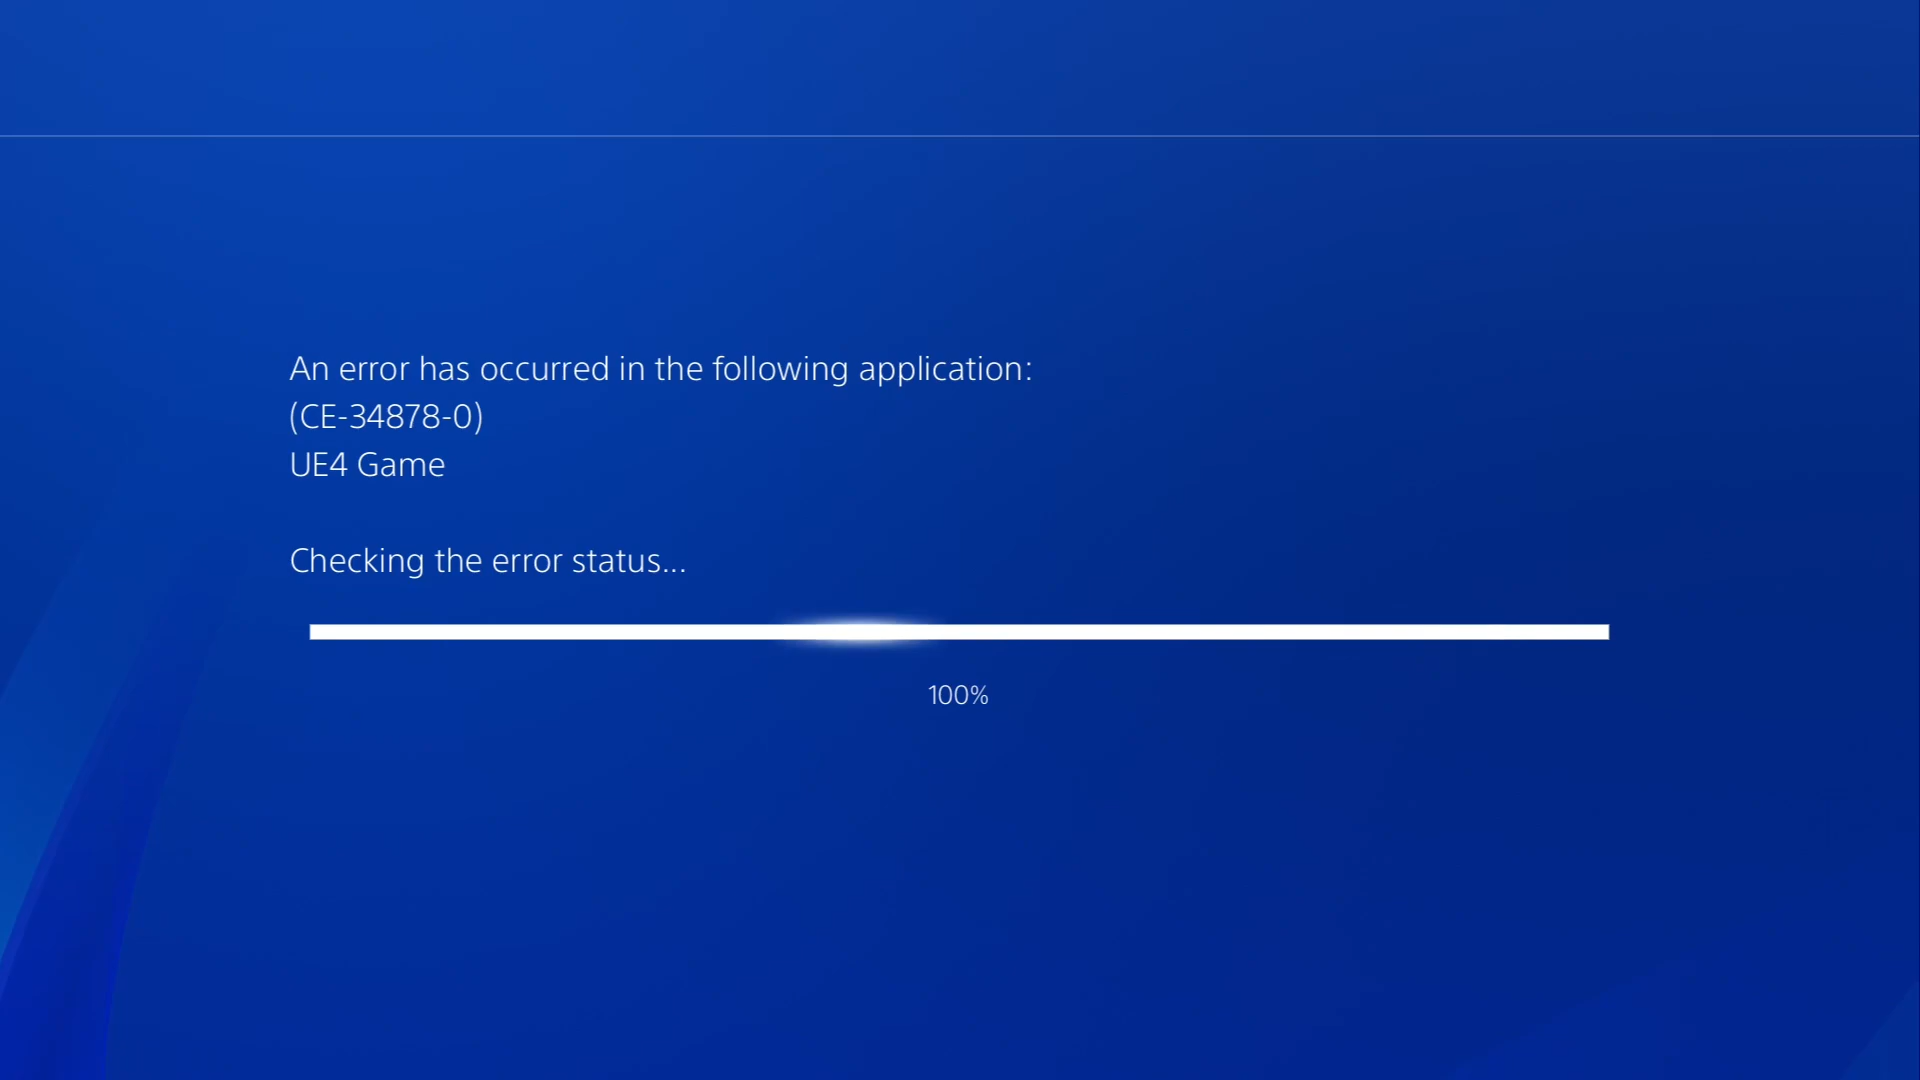 An error has occurred in the following application:
(CE-34878-0)
UE4 Game
Checking the error status...
100%